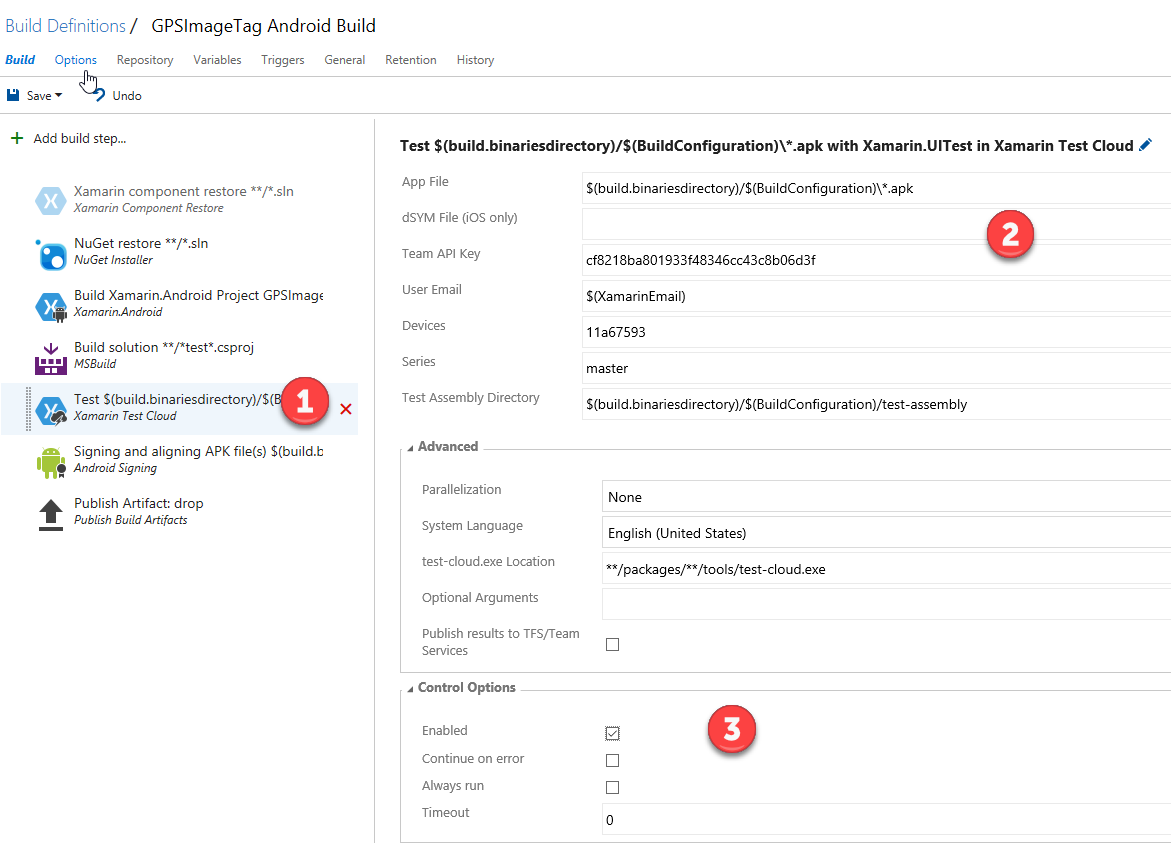 Build Definitions / GPSImageTag Android Build
Build Options Repository Variables Triggers General Retention History
Save Undo
Add build step...
Xamarin component restore **/*.sln
Xamarin Component Restore
NuGet restore **/*.sln
NuGet Installer
Build Xamarin.Android Project GPSImage
Xamarin.Android
Build solution **/*test*.csproj
MSBuild
Test $(build.binariesdirectory)/$(B
Xamarin Test Cloud
1
Signing and aligning APK file(s) $(build.b
Android Signing
Publish Artifact: drop
Publish Build Artifacts
Test $(build.binariesdirectory)/$(BuildConfiguration)\*.apk with Xamarin.UITest in Xamarin Test Cloud
App File $(build.binariesdirectory)/$(BuildConfiguration)\*.apk
dSYM File (iOS only)
2
Team API Key cf8218ba801933f48346cc43c8b06d3f
User Email $(XamarinEmail)
Devices 11a67593
Series master
Test Assembly Directory $(build.binariesdirectory)/$(BuildConfiguration)/test-assembly
Advanced
Parallelization None
System Language English (United States)
test-cloud.exe Location **/packages/**/tools/test-cloud.exe
Optional Arguments
Publish results to TFS/Team
Services
Control Options
Enabled
3
Continue on error
Always run
Timeout 0